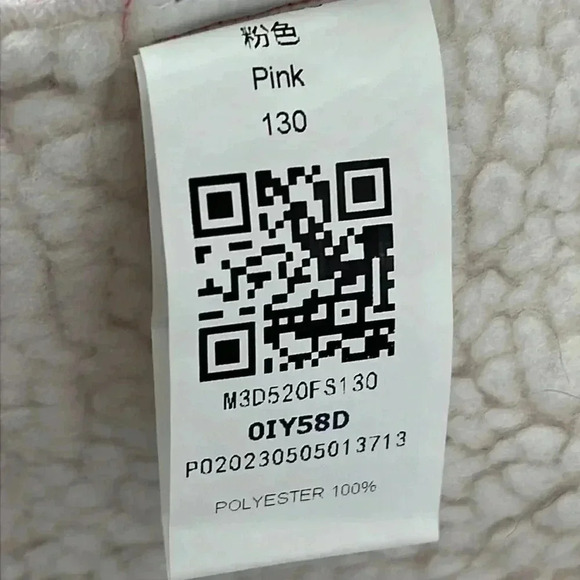 粉色
Pink
130
M3D520FS130
0IY58D
P020230505013713
POLYESTER 100%